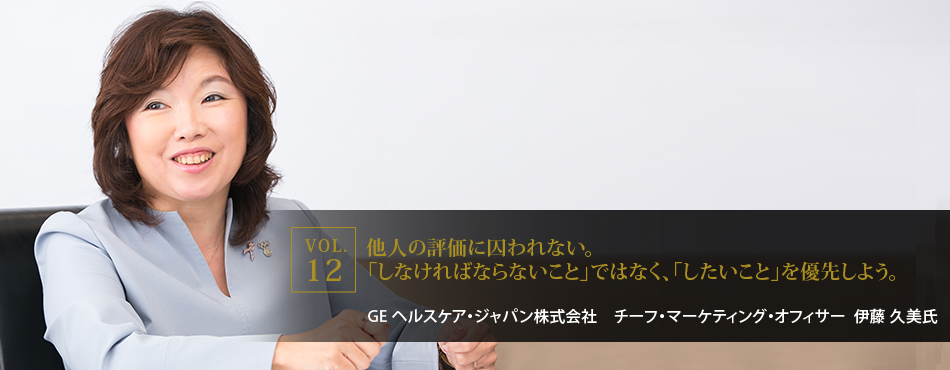 VOL.
12
他人の評価に囚われない。
「しなければならないこと」ではなく、「したいこと」を優先しよう。
GE ヘルスケア・ジャパン株式会社　チーフ・マーケティング・オフィサー 伊藤 久美氏